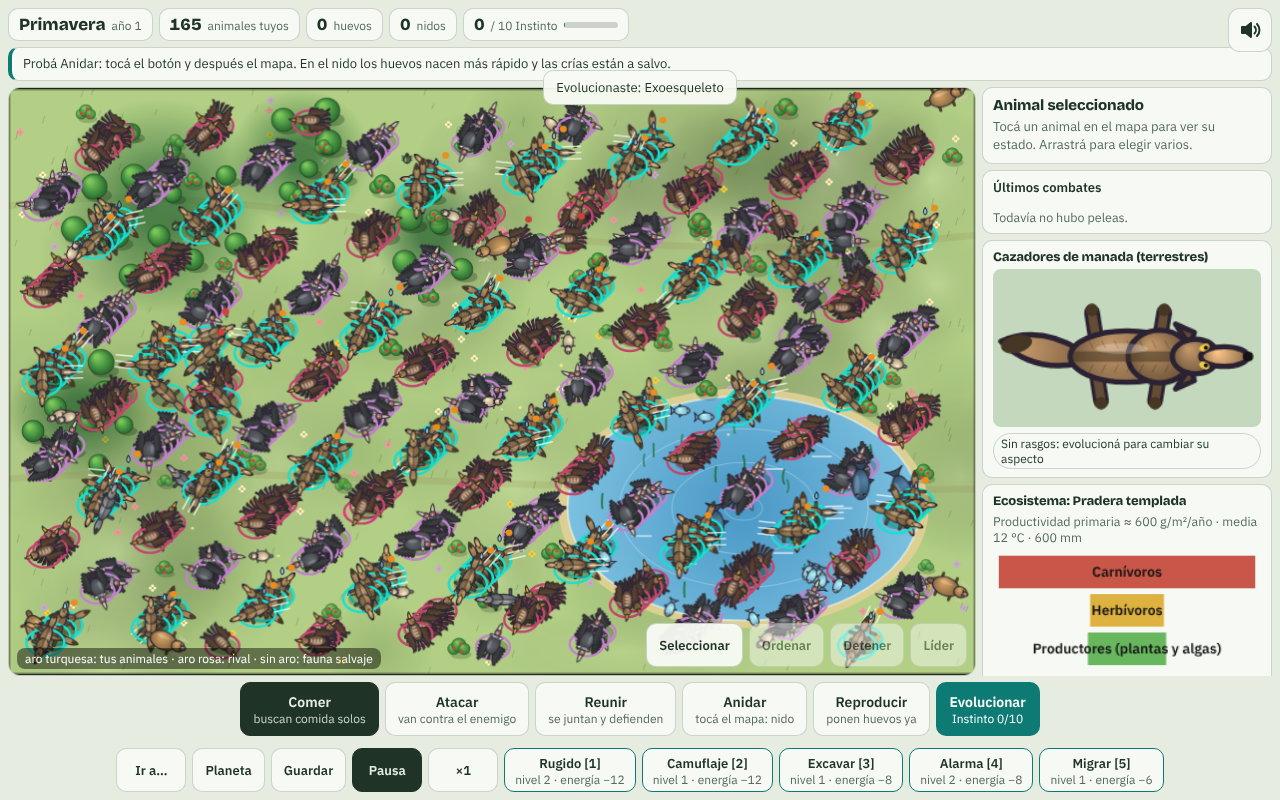 Primavera año 1
165 animales tuyos
0 huevos
0 nidos
0 / 10 Instinto
Probá Anidar: tocá el botón y después el mapa. En el nido los huevos nacen más rápido y las crías están a salvo.
Evolucionaste: Exoesqueleto
Animal seleccionado
Tocá un animal en el mapa para ver su
estado. Arrastrá para elegir varios.
Últimos combates
Todavía no hubo peleas.
Cazadores de manada (terrestres)
Sin rasgos: evolucioná para cambiar su
aspecto
Ecosistema: Pradera templada
Productividad primaria ≈ 600 g/m²/año · media
12 °C · 600 mm
Carnívoros
Herbívoros
Productores (plantas y algas)
aro turquesa: tus animales · aro rosa: rival · sin aro: fauna salvaje
Seleccionar
Ordenar
Detener
Líder
Comer
buscan comida solos
Atacar
van contra el enemigo
Reunir
se juntan y defienden
Anidar
tocá el mapa: nido
Reproducir
ponen huevos ya
Evolucionar
Instinto 0/10
Ir a...
Planeta
Guardar
Pausa
×1
Rugido [1]
nivel 2 · energía −12
Camuflaje [2]
nivel 1 · energía −12
Excavar [3]
nivel 1 · energía −8
Alarma [4]
nivel 2 · energía −8
Migrar [5]
nivel 1 · energía −6